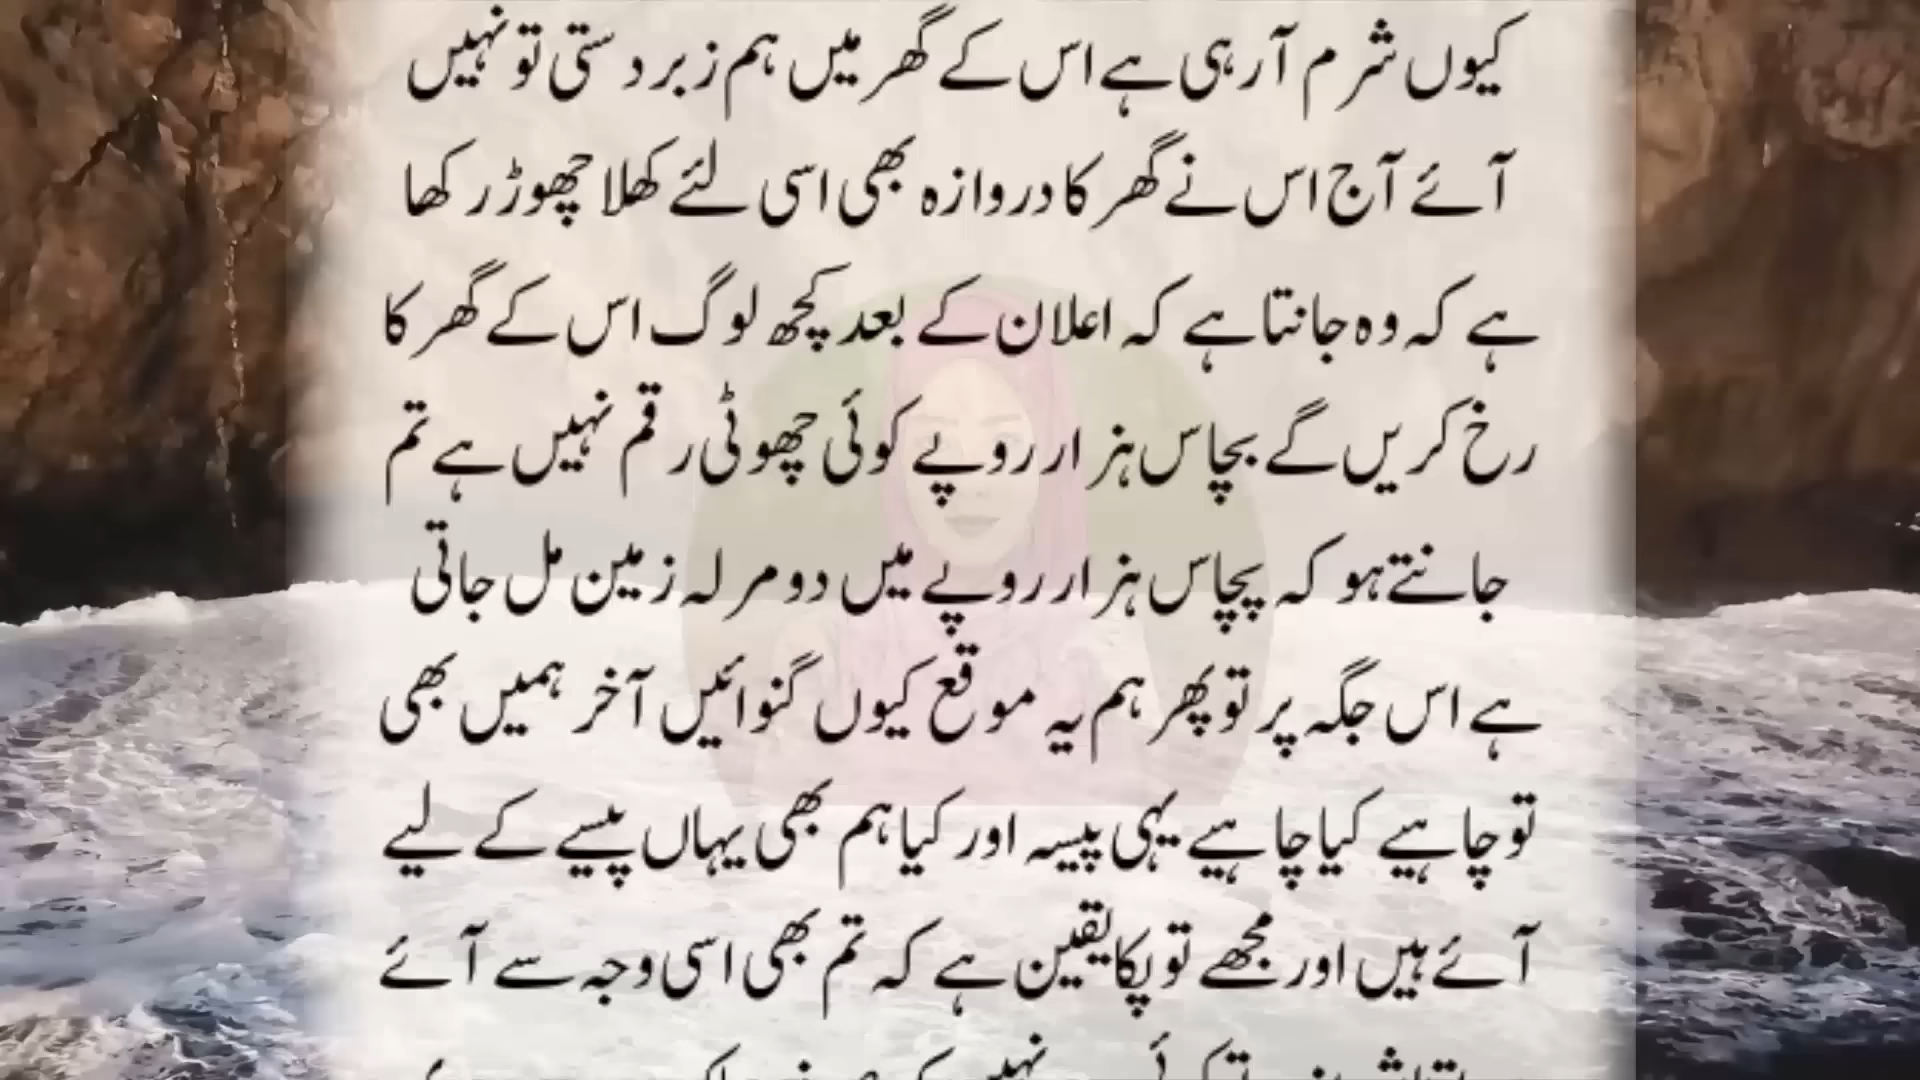 کیوں شرم آرہی ہے اس کے گھر میں ہم زبردستی تو نہیں
آئے آج اس نے گھر کا دروازہ بھی اسی لئے کھلا چھوڑ رکھا
ہے کہ وہ جانتا ہے کہ اعلان کے بعد کچھ لوگ اس کے گھر کا
رخ کریں گے بچاس ہزار روپے کوئی چھوٹی رقم نہیں ہے تم
جانتے ہو کہ پچاس ہزار روپے میں دو مرلہ زمین مل جاتی
ہے اس جگہ پر تو پھر ہم یہ موقع کیوں گنوائیں آخر ہمیں بھی
تو چاہیے کیا چاہیے یہی پیسہ اور کیا ہم بھی یہاں پیسے کے لیے
آئے ہیں اور مجھے تو پکا یقین ہے کہ تم بھی اسی وجہ سے آئے